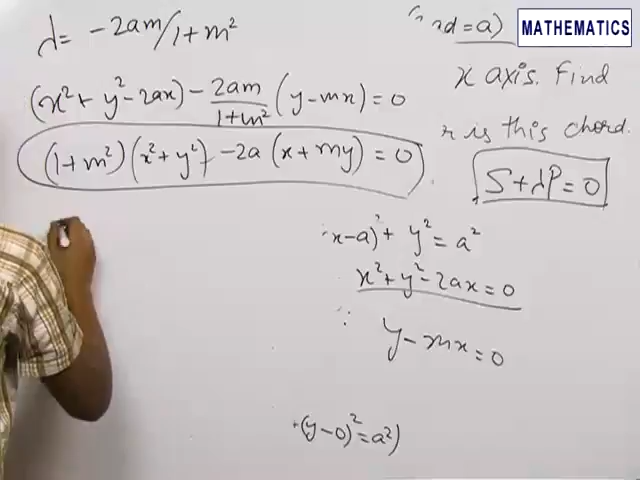 λ = -2am/1+m²
(x²+y²-2ax) - 2am/1+m² (y-mx) = 0
(1+m²)(x²+y²) - 2a(x+my) = 0
rad = a)
MATHEMATICS
x axis. Find
is this chord.
S+λP=0
x-a)² + y² = a²
x²+y²-2ax=0
∴ y-mx=0
+(y-0)²=a²)